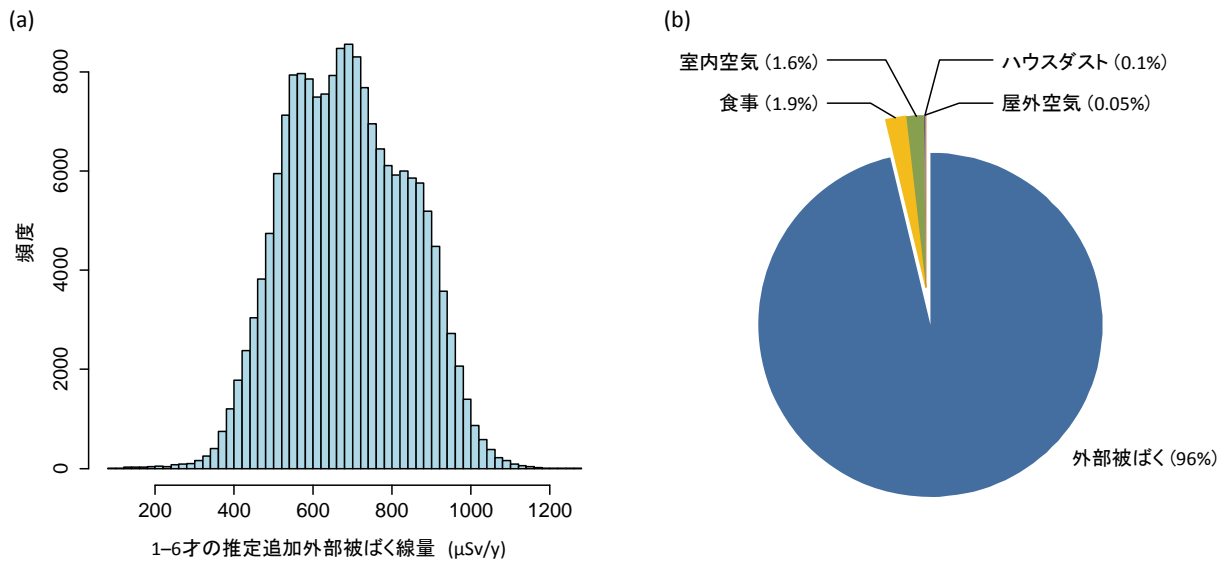 (a)
8000
6000
4000
2000
0
頻度
200 400 600 800 1000 1200
1–6才の推定追加外部被ばく線量 (μSv/y)
(b)
室内空気 (1.6%)
食事 (1.9%)
ハウスダスト (0.1%)
屋外空気 (0.05%)
外部被ばく (96%)